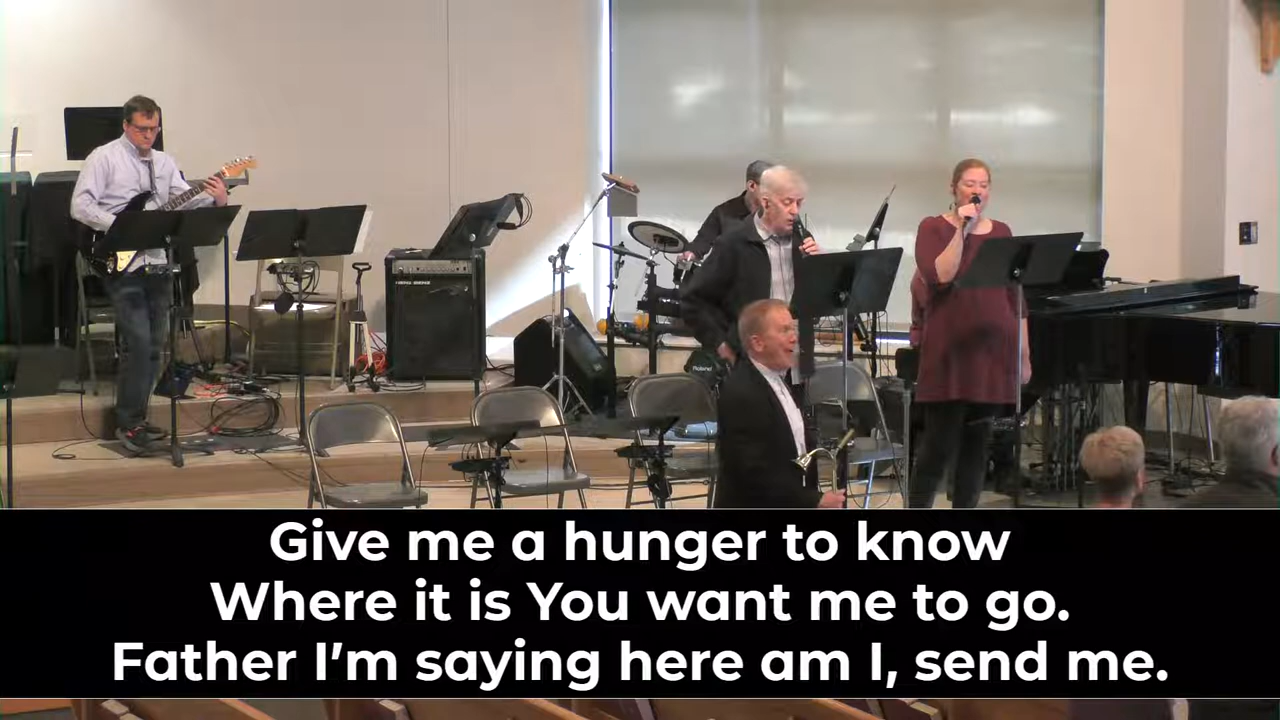 Give me a hunger to know
Where it is You want me to go.
Father I'm saying here am I, send me.
Roland